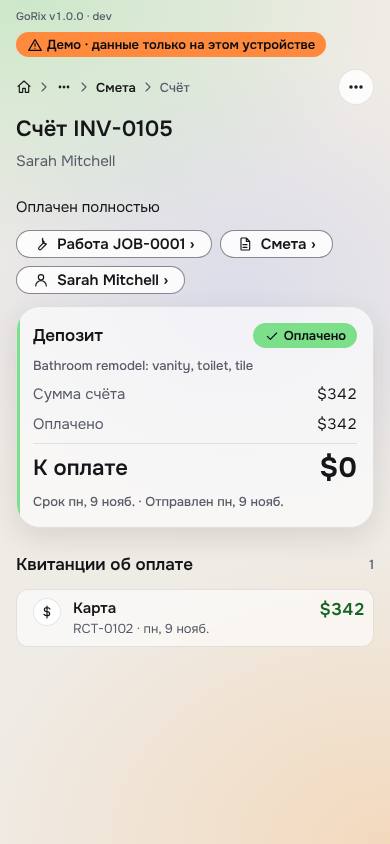 GoRix v1.0.0 · dev
Демо · данные только на этом устройстве
Смета Счёт
Счёт INV-0105
Sarah Mitchell
Оплачен полностью
Работа JOB-0001 › Смета ›
Sarah Mitchell ›
Депозит Оплачено
Bathroom remodel: vanity, toilet, tile
Сумма счёта $342
Оплачено $342
К оплате $0
Срок пн, 9 нояб. · Отправлен пн, 9 нояб.
Квитанции об оплате 1
$ Карта $342
RCT-0102 · пн, 9 нояб.